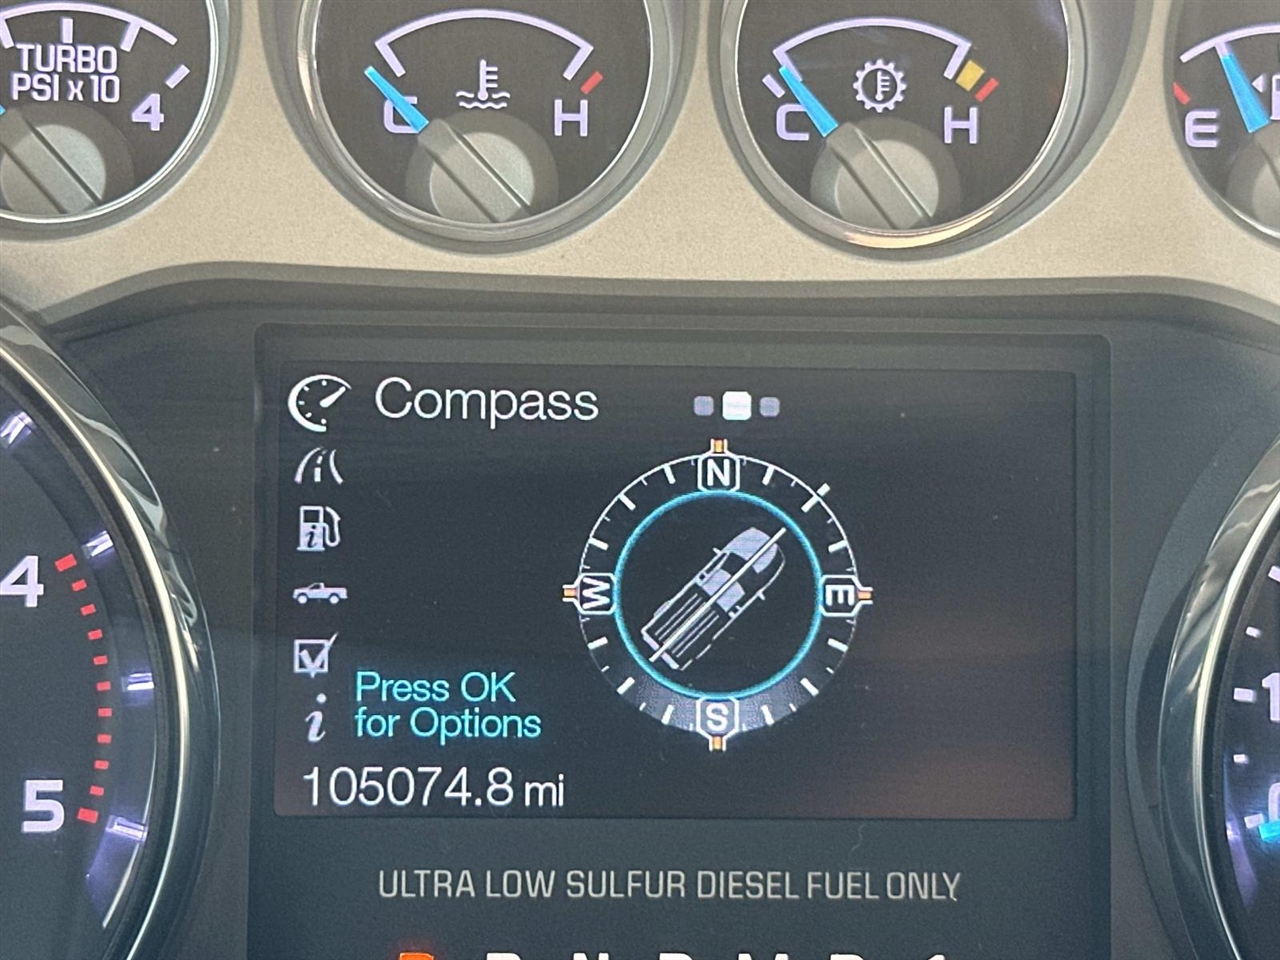 TURBO
PSI x 10
4
C
H
C
H
E
Compass
N
W
E
S
4
5
Press OK
for Options
105074.8 mi
ULTRA LOW SULFUR DIESEL FUEL ONLY